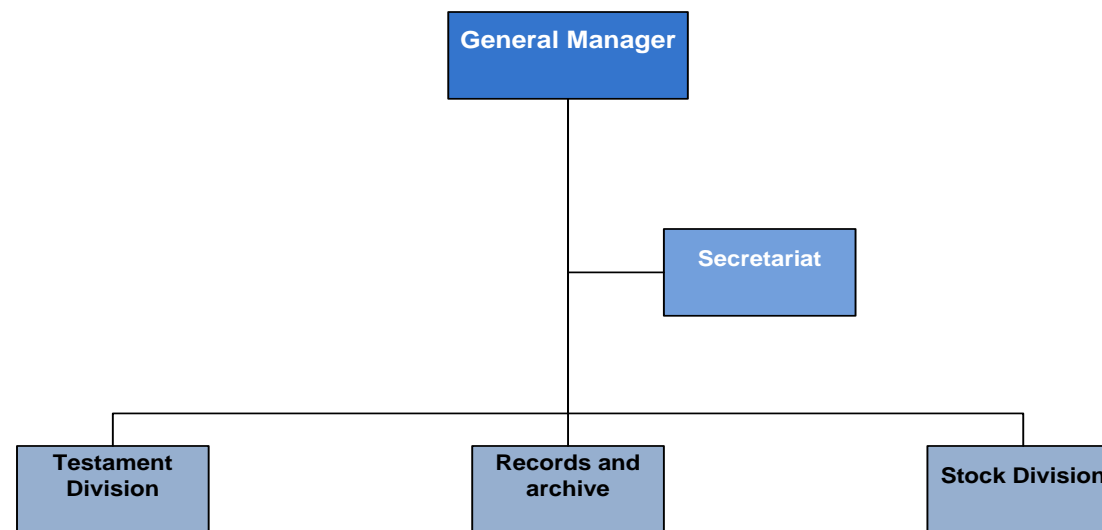 General Manager
Secretariat
Testament
Division
Records and
archive
Stock Division